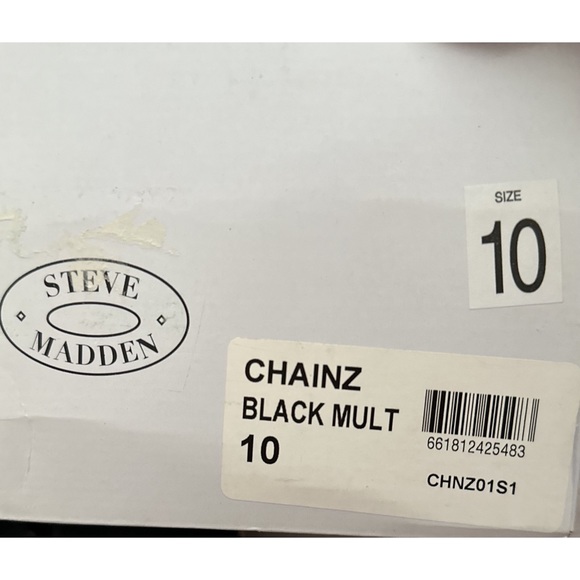 SIZE
10
STEVE
MADDEN
CHAINZ
BLACK MULT
10
661812425483
CHNZ01S1